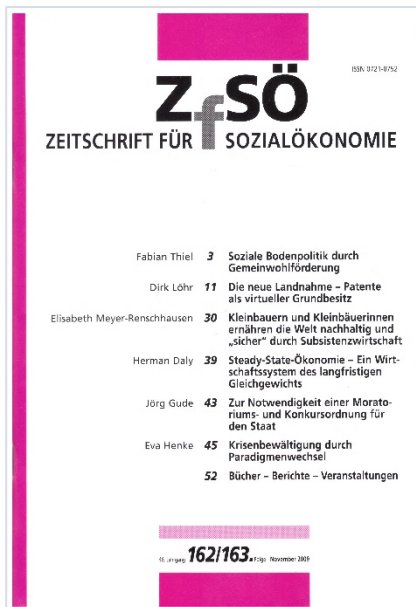 ISSN 0721-0752
ZfSÖ
ZEITSCHRIFT FÜR SOZIALÖKONOMIE
Fabian Thiel 3 Soziale Bodenpolitik durch
Gemeinwohlförderung
Dirk Löhr 11 Die neue Landnahme – Patente
als virtueller Grundbesitz
Elisabeth Meyer-Renschhausen 30 Kleinbauern und Kleinbäuerinnen
ernähren die Welt nachhaltig und
„sicher“ durch Subsistenzwirtschaft
Herman Daly 39 Steady-State-Ökonomie – Ein Wirt-
schaftssystem des langfristigen
Gleichgewichts
Jörg Gude 43 Zur Notwendigkeit einer Morato-
riums- und Konkursordnung für
den Staat
Eva Henke 45 Krisenbewältigung durch
Paradigmenwechsel
52 Bücher – Berichte – Veranstaltungen
46. Jahrgang 162/163. Folge November 2009